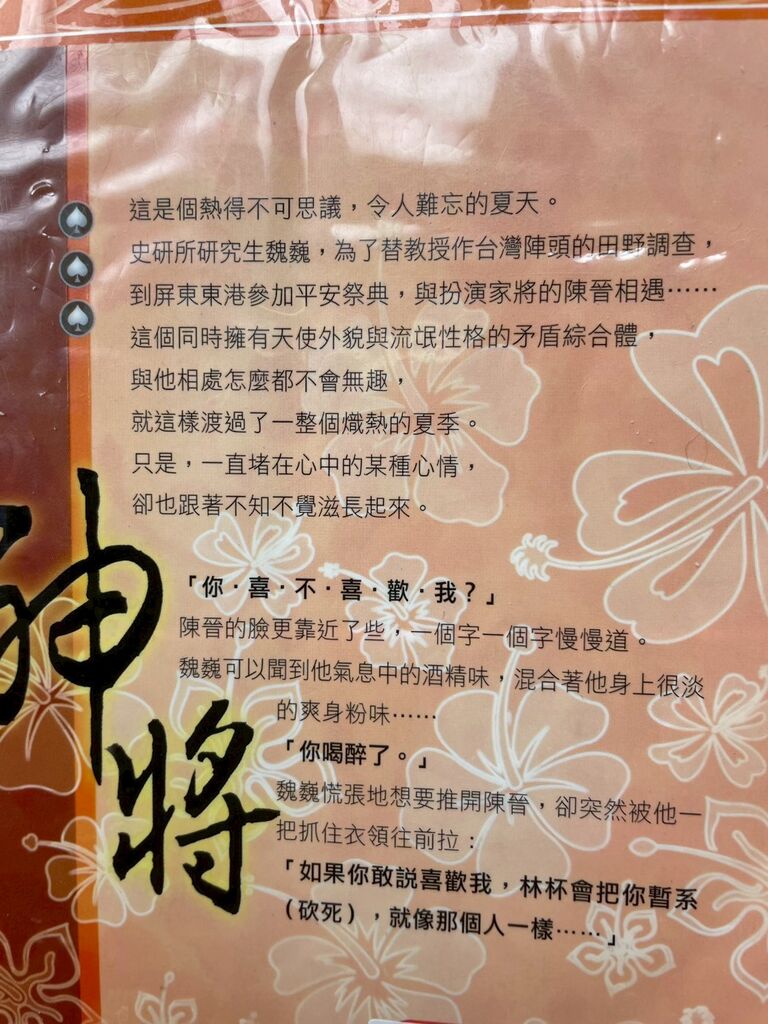 這是個熱得不可思議，令人難忘的夏天。
史研所研究生魏巍，為了替教授作台灣陣頭的田野調查，
到屏東東港參加平安祭典，與扮演家將的陳晉相遇⋯⋯
這個同時擁有天使外貌與流氓性格的矛盾綜合體，
與他相處怎麼都不會無趣，
就這樣渡過了一整個熾熱的夏季。
只是，一直堵在心中的某種心情，
卻也跟著不知不覺滋長起來。
「你·喜·不·喜·歡·我？」
陳晉的臉更靠近了些，一個字一個字慢慢道。
魏巍可以聞到他氣息中的酒精味，混合著他身上很淡
的爽身粉味⋯⋯
「你喝醉了。」
魏巍慌張地想要推開陳晉，卻突然被他一
把抓住衣領往前拉：
「如果你敢說喜歡我，林杯會把你暫系
（砍死），就像那個人一樣⋯⋯」
神將